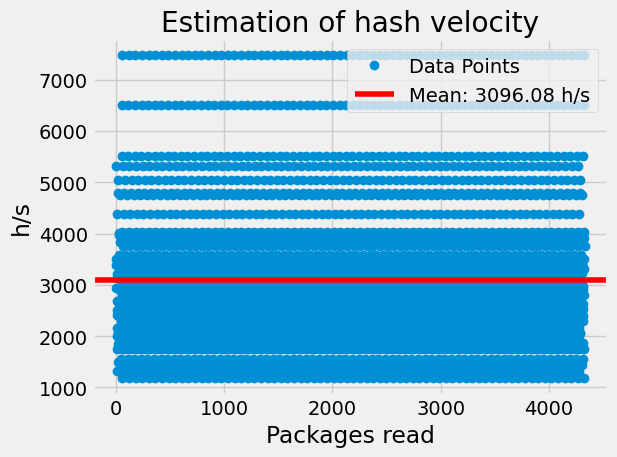 Estimation of hash velocity
Data Points
Mean: 3096.08 h/s
7000
6000
5000
4000
3000
2000
1000
h/s
0 1000 2000 3000 4000
Packages read